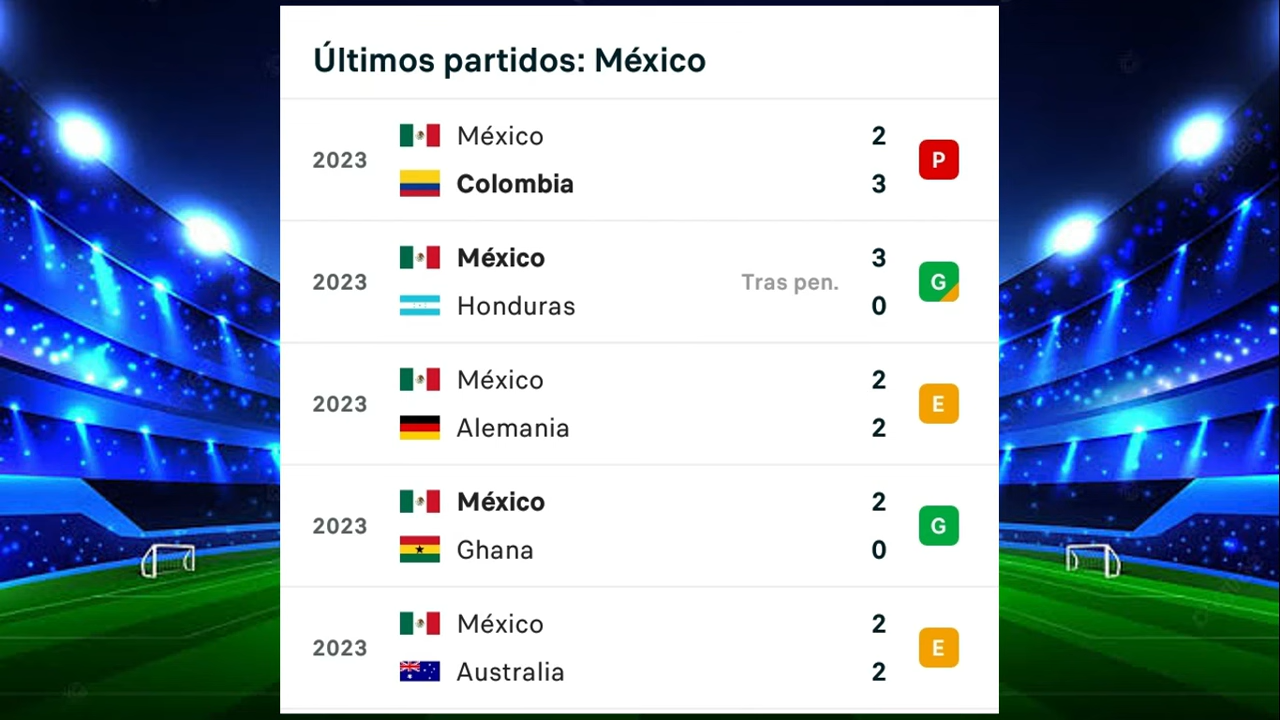 Últimos partidos: México
2023
México 2
Colombia 3
P
2023
México 3
Honduras 0
Tras pen.
G
2023
México 2
Alemania 2
E
2023
México 2
Ghana 0
G
2023
México 2
Australia 2
E